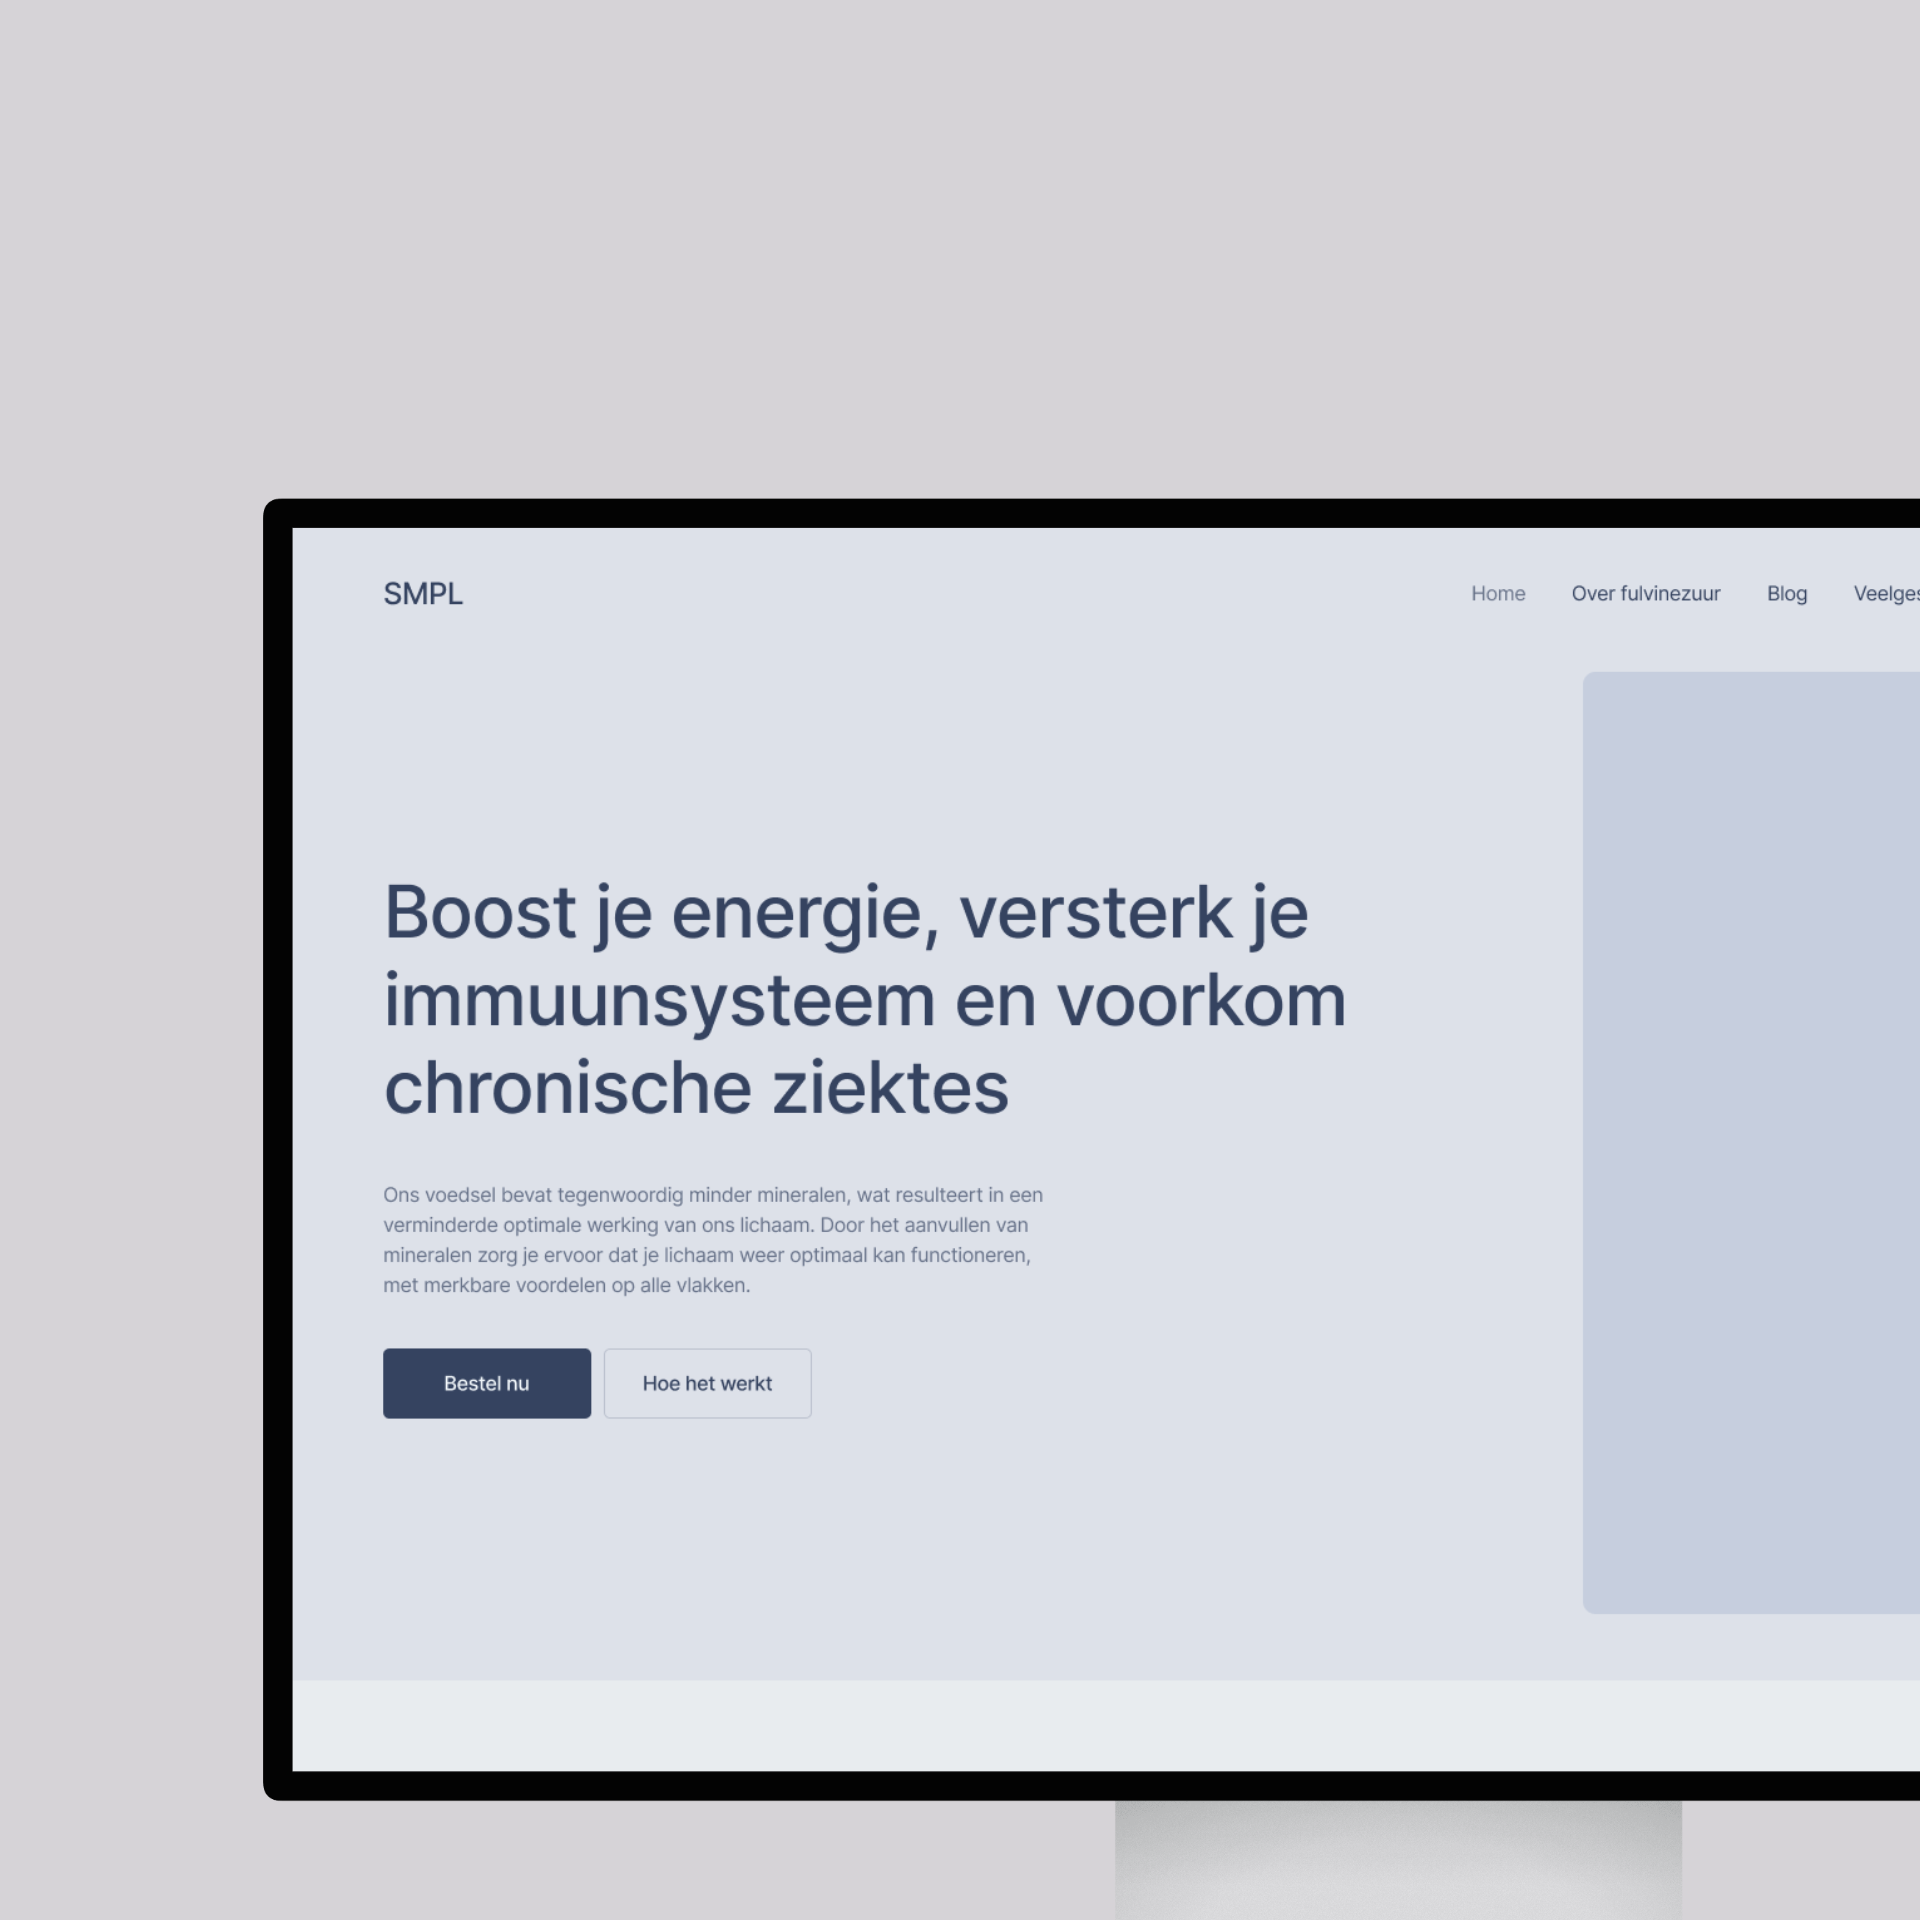 SMPL
Home Over fulvinezuur Blog
Boost je energie, versterk je
immuunsysteem en voorkom
chronische ziektes
Ons voedsel bevat tegenwoordig minder mineralen, wat resulteert in een
verminderde optimale werking van ons lichaam. Door het aanvullen van
mineralen zorg je ervoor dat je lichaam weer optimaal kan functioneren,
met merkbare voordelen op alle vlakken.
Bestel nu Hoe het werkt